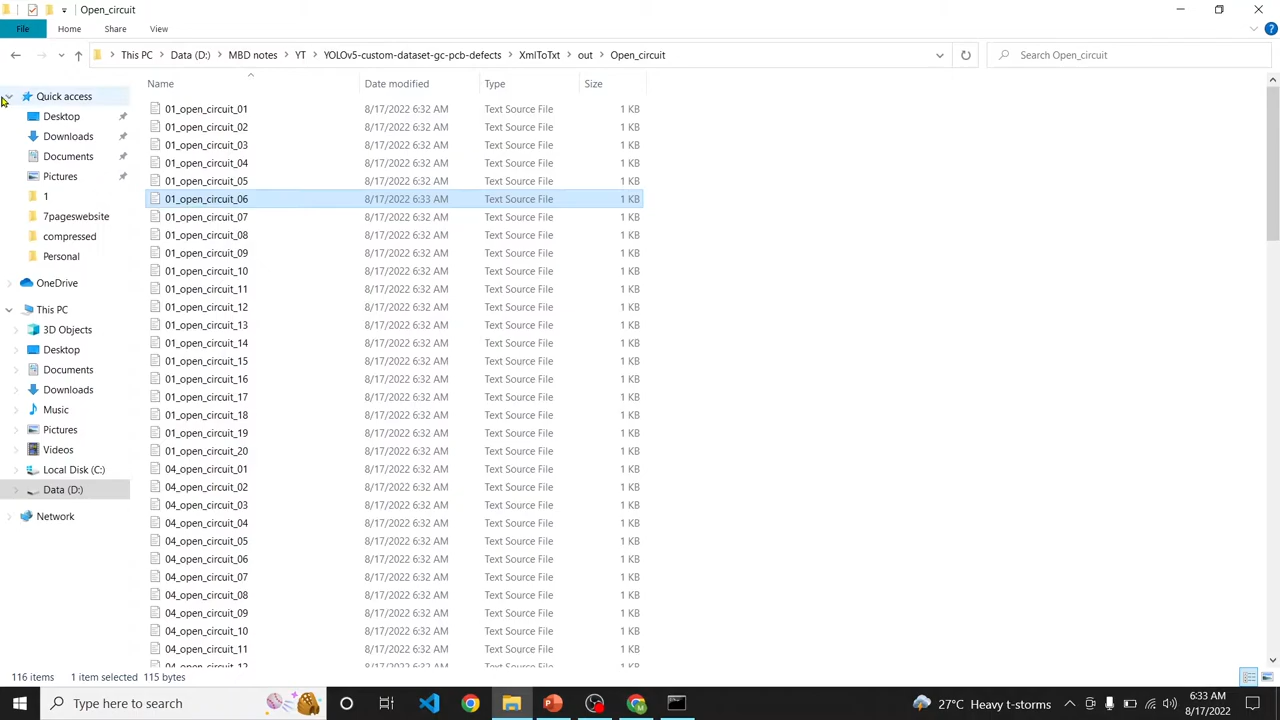 Open_circuit
File Home Share View
This PC Data (D:) MBD notes YT YOLOv5-custom-dataset-gc-pcb-defects XmlToTxt out Open_circuit
Search Open_circuit
Name Date modified Type Size
Quick access
Desktop
Downloads
Documents
Pictures
1
7pageswebsite
compressed
Personal
OneDrive
This PC
3D Objects
Desktop
Documents
Downloads
Music
Pictures
Videos
Local Disk (C:)
Data (D:)
Network
01_open_circuit_01 8/17/2022 6:32 AM Text Source File 1 KB
01_open_circuit_02 8/17/2022 6:32 AM Text Source File 1 KB
01_open_circuit_03 8/17/2022 6:32 AM Text Source File 1 KB
01_open_circuit_04 8/17/2022 6:32 AM Text Source File 1 KB
01_open_circuit_05 8/17/2022 6:32 AM Text Source File 1 KB
01_open_circuit_06 8/17/2022 6:33 AM Text Source File 1 KB
01_open_circuit_07 8/17/2022 6:32 AM Text Source File 1 KB
01_open_circuit_08 8/17/2022 6:32 AM Text Source File 1 KB
01_open_circuit_09 8/17/2022 6:32 AM Text Source File 1 KB
01_open_circuit_10 8/17/2022 6:32 AM Text Source File 1 KB
01_open_circuit_11 8/17/2022 6:32 AM Text Source File 1 KB
01_open_circuit_12 8/17/2022 6:32 AM Text Source File 1 KB
01_open_circuit_13 8/17/2022 6:32 AM Text Source File 1 KB
01_open_circuit_14 8/17/2022 6:32 AM Text Source File 1 KB
01_open_circuit_15 8/17/2022 6:32 AM Text Source File 1 KB
01_open_circuit_16 8/17/2022 6:32 AM Text Source File 1 KB
01_open_circuit_17 8/17/2022 6:32 AM Text Source File 1 KB
01_open_circuit_18 8/17/2022 6:32 AM Text Source File 1 KB
01_open_circuit_19 8/17/2022 6:32 AM Text Source File 1 KB
01_open_circuit_20 8/17/2022 6:32 AM Text Source File 1 KB
04_open_circuit_01 8/17/2022 6:32 AM Text Source File 1 KB
04_open_circuit_02 8/17/2022 6:32 AM Text Source File 1 KB
04_open_circuit_03 8/17/2022 6:32 AM Text Source File 1 KB
04_open_circuit_04 8/17/2022 6:32 AM Text Source File 1 KB
04_open_circuit_05 8/17/2022 6:32 AM Text Source File 1 KB
04_open_circuit_06 8/17/2022 6:32 AM Text Source File 1 KB
04_open_circuit_07 8/17/2022 6:32 AM Text Source File 1 KB
04_open_circuit_08 8/17/2022 6:32 AM Text Source File 1 KB
04_open_circuit_09 8/17/2022 6:32 AM Text Source File 1 KB
04_open_circuit_10 8/17/2022 6:32 AM Text Source File 1 KB
04_open_circuit_11 8/17/2022 6:32 AM Text Source File 1 KB
04_open_circuit_12 8/17/2022 6:32 AM Text Source File 1 KB
116 items 1 item selected 115 bytes
Type here to search
27°C Heavy t-storms
6:33 AM
8/17/2022